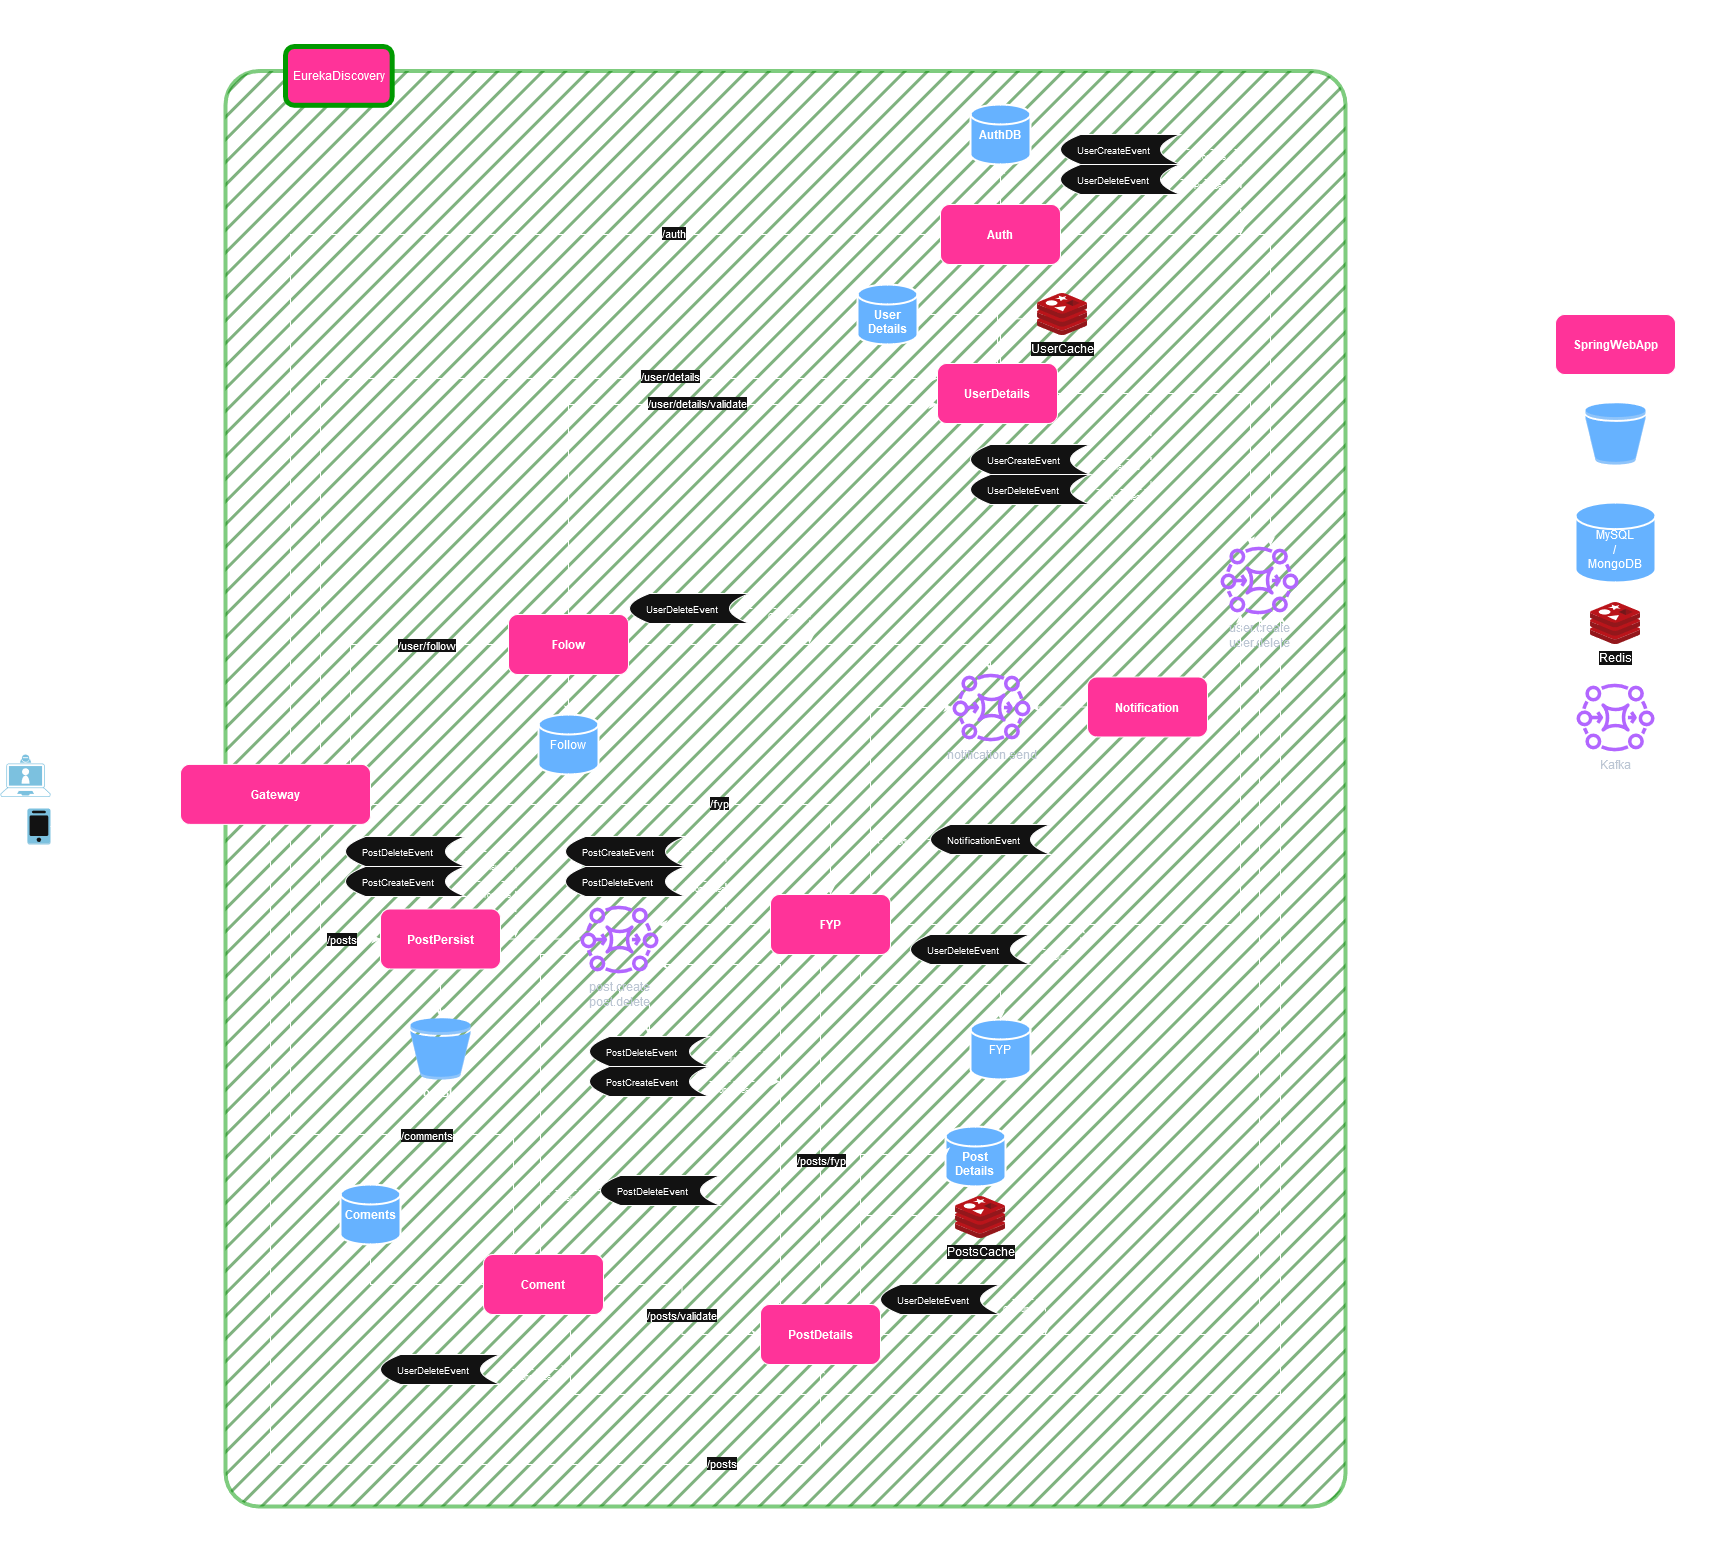 EurekaDiscovery
AuthDB
UserCreateEvent
UserDeleteEvent
/auth
Auth
User
Details
UserCache
/user/details
/user/details/validate
UserDetails
UserCreateEvent
UserDeleteEvent
user.create
user.delete
UserDeleteEvent
/user/follow
Folow
Notification
notification.send
Follow
Gateway
/fyp
PostDeleteEvent
PostCreateEvent
PostCreateEvent
PostDeleteEvent
NotificationEvent
/posts
PostPersist
FYP
UserDeleteEvent
post.create
post.delete
PostDeleteEvent
PostCreateEvent
FYP
/comments
/posts/fyp
Post
Details
PostDeleteEvent
Coments
PostsCache
Coment
UserDeleteEvent
/posts/validate
PostDetails
UserDeleteEvent
/posts
SpringWebApp
MySQL
/
MongoDB
Redis
Kafka